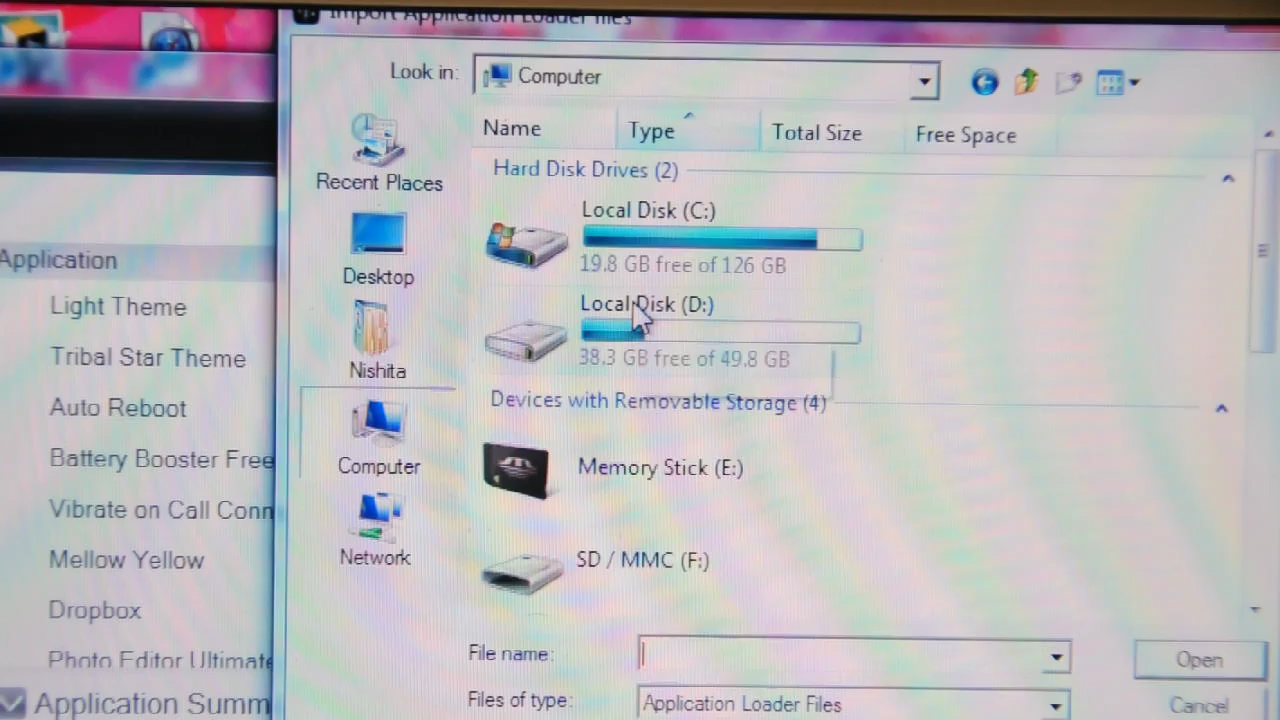 Import Application Loader files
Look in: Computer
Name Type Total Size Free Space
Recent Places
Desktop
Nishita
Computer
Network
Hard Disk Drives (2)
Local Disk (C:)
19.8 GB free of 126 GB
Local Disk (D:)
38.3 GB free of 49.8 GB
Devices with Removable Storage (4)
Memory Stick (E:)
SD / MMC (F:)
File name:
Open
Files of type: Application Loader Files
Cancel
Application
Light Theme
Tribal Star Theme
Auto Reboot
Battery Booster Free
Vibrate on Call Conn
Mellow Yellow
Dropbox
Photo Editor Ultimate
Application Summ